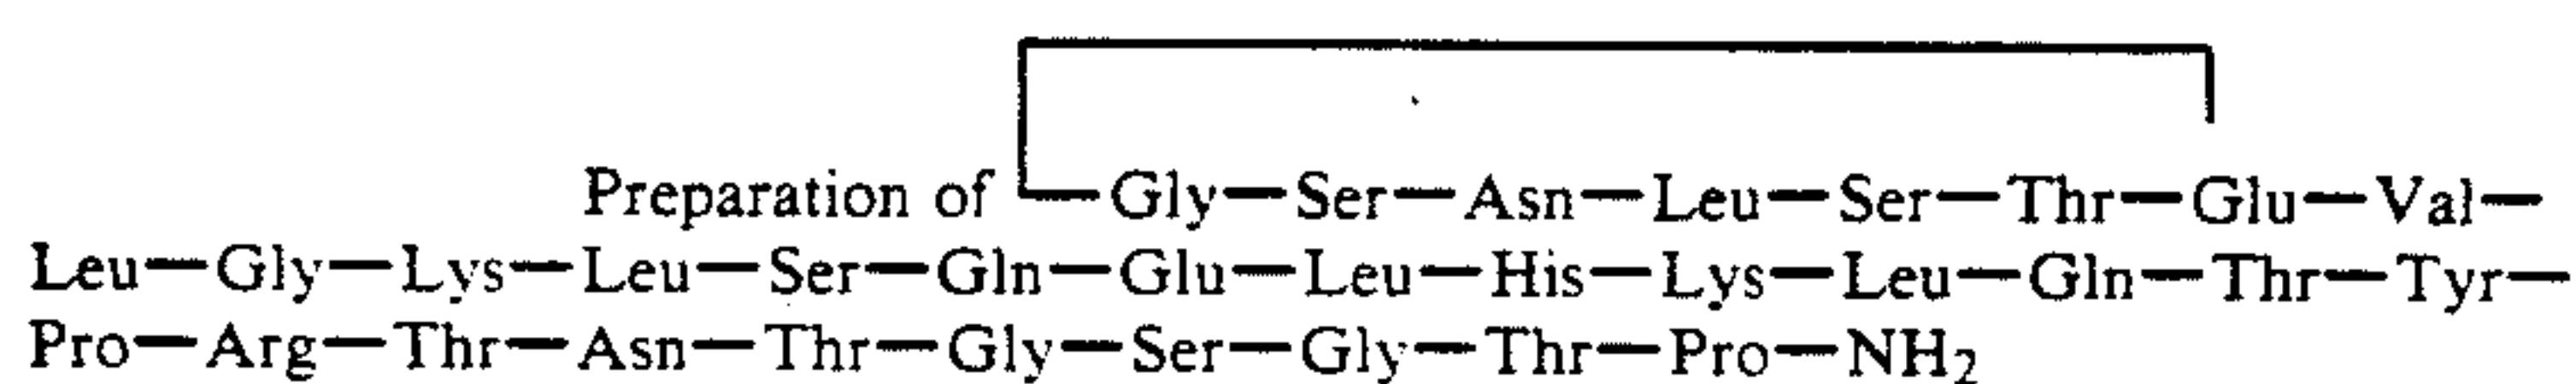 Preparation of Gly—Ser—Asn—Leu—Ser—Thr—Glu—Val—
Leu—Gly—Lys—Leu—Ser—Gln—Glu—Leu—His—Lys—Leu—Gln—Thr—Tyr—
Pro—Arg—Thr—Asn—Thr—Gly—Ser—Gly—Thr—Pro—NH₂